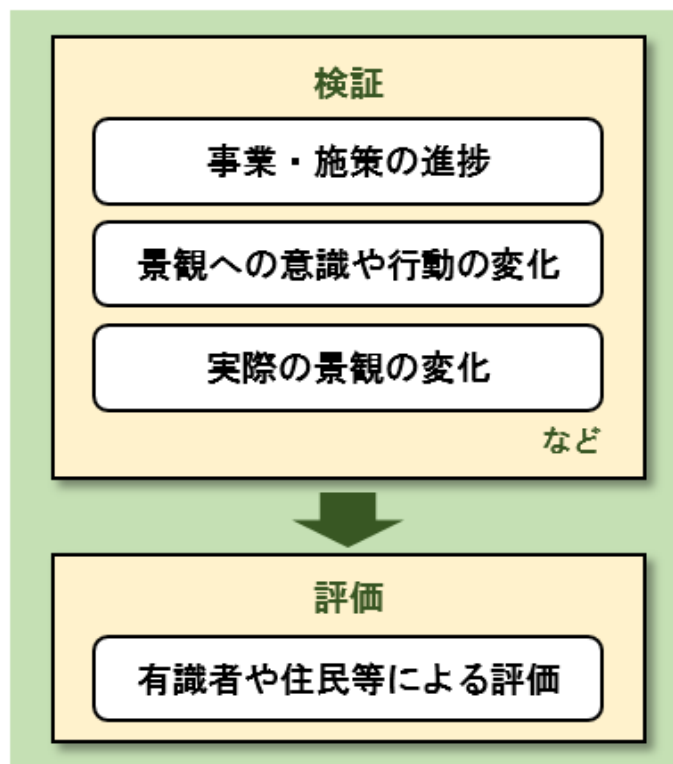 検証
事業・施策の進捗
景観への意識や行動の変化
実際の景観の変化
など
評価
有識者や住民等による評価